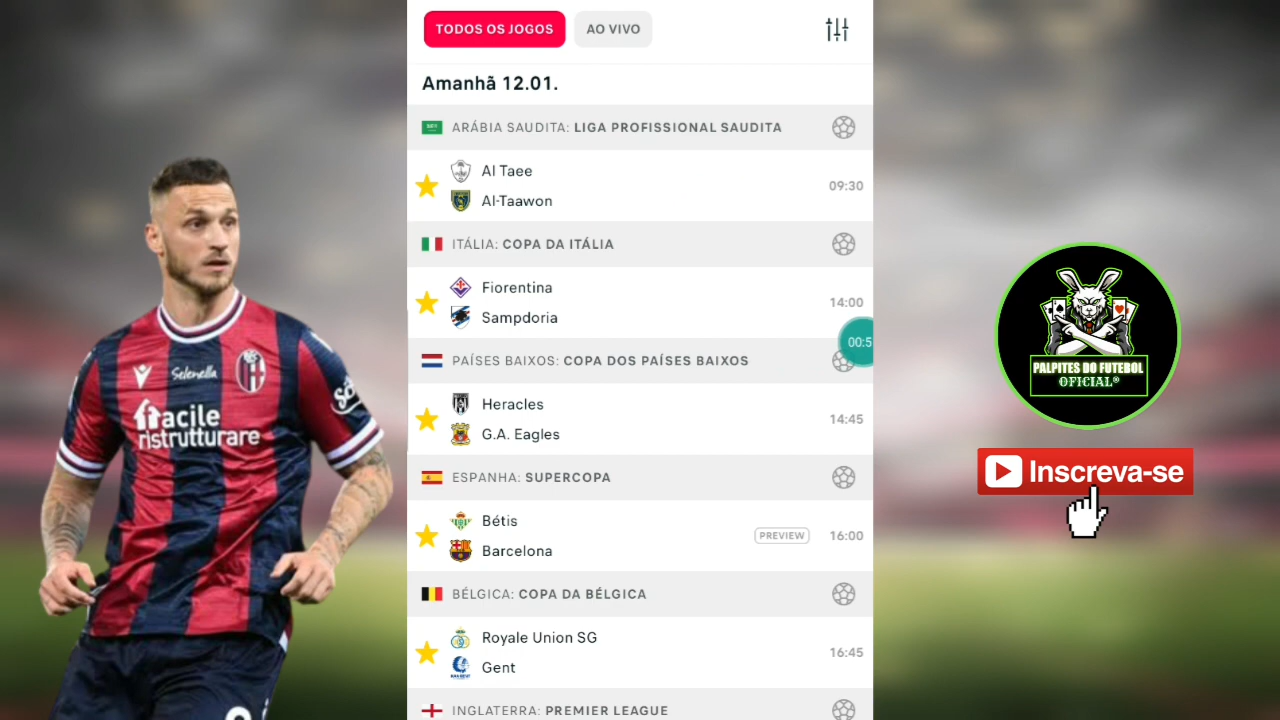 TODOS OS JOGOS
AO VIVO
Amanhã 12.01.
ARÁBIA SAUDITA: LIGA PROFISSIONAL SAUDITA
Al Taee
09:30
Al-Taawon
ITÁLIA: COPA DA ITÁLIA
Fiorentina
14:00
Sampdoria
00:5
PAÍSES BAIXOS: COPA DOS PAÍSES BAIXOS
Heracles
14:45
G.A. Eagles
ESPANHA: SUPERCOPA
Bétis
PREVIEW
16:00
Barcelona
BÉLGICA: COPA DA BÉLGICA
Royale Union SG
16:45
Gent
INGLATERRA: PREMIER LEAGUE
Selenella
facile
ristrutturare
PALPITES DO FUTEBOL
OFICIAL®
Inscreva-se